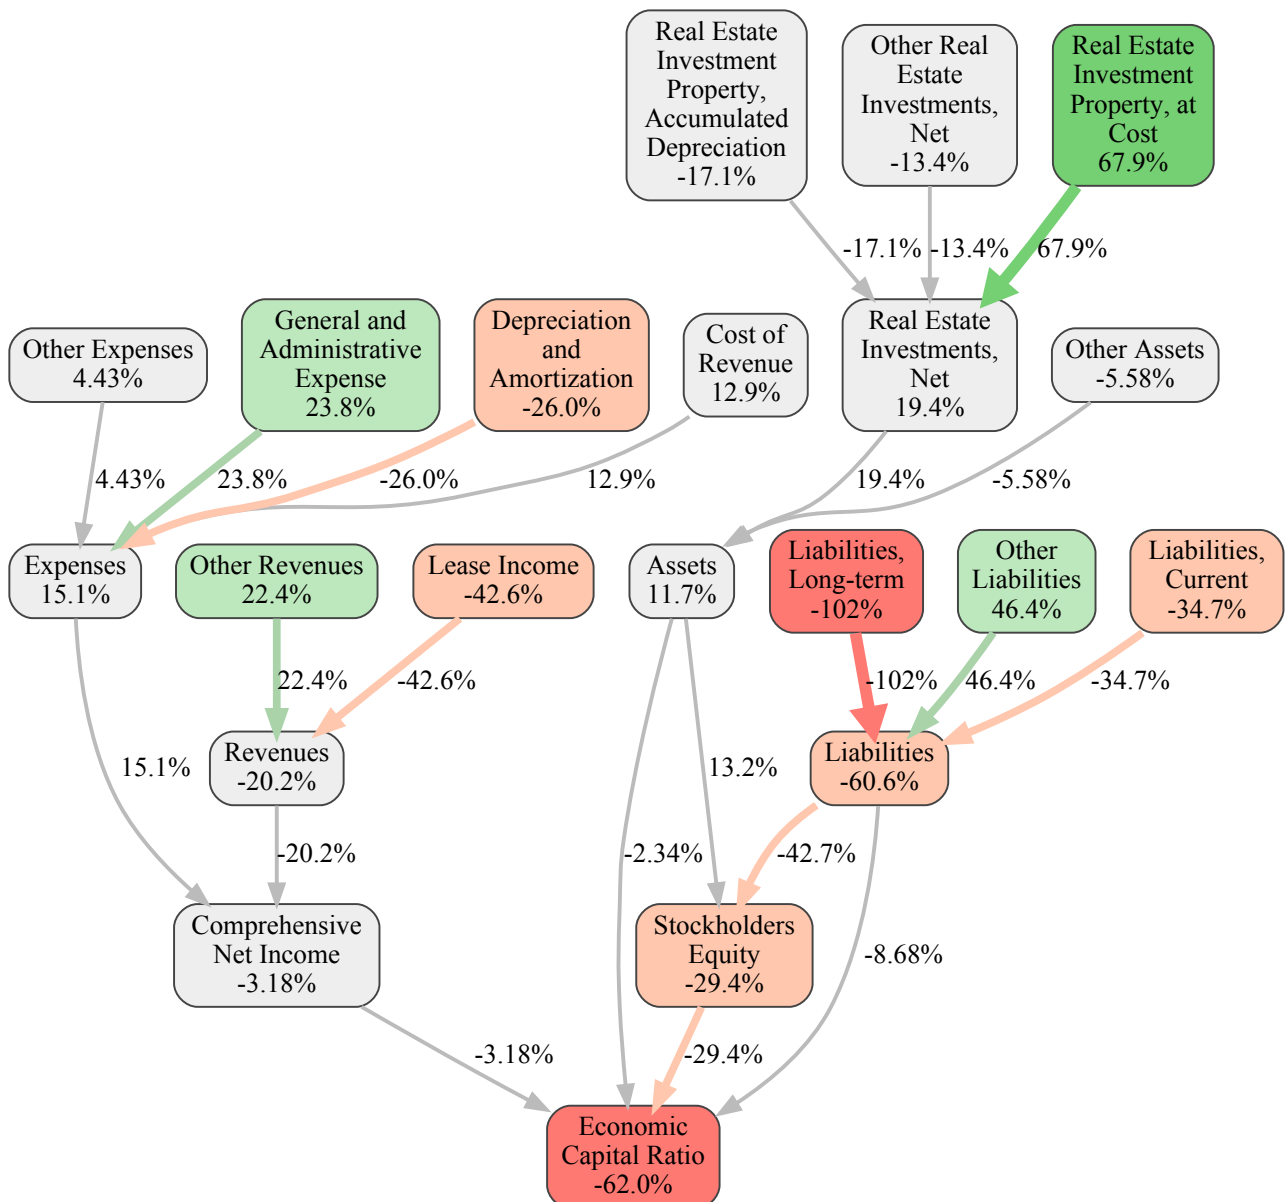 Real Estate
Investment
Property,
Accumulated
Depreciation
-17.1%
Other Real
Estate
Investments,
Net
-13.4%
Real Estate
Investment
Property, at
Cost
67.9%
-17.1%
-13.4%
67.9%
Other Expenses
4.43%
General and
Administrative
Expense
23.8%
Depreciation
and
Amortization
-26.0%
Cost of
Revenue
12.9%
Real Estate
Investments,
Net
19.4%
Other Assets
-5.58%
4.43%
23.8%
-26.0%
12.9%
19.4%
-5.58%
Expenses
15.1%
Other Revenues
22.4%
Lease Income
-42.6%
Assets
11.7%
Liabilities,
Long-term
-102%
Other
Liabilities
46.4%
Liabilities,
Current
-34.7%
22.4%
-42.6%
-102%
46.4%
-34.7%
15.1%
Revenues
-20.2%
13.2%
Liabilities
-60.6%
-20.2%
-2.34%
-42.7%
Comprehensive
Net Income
-3.18%
Stockholders
Equity
-29.4%
-8.68%
-3.18%
-29.4%
Economic
Capital Ratio
-62.0%